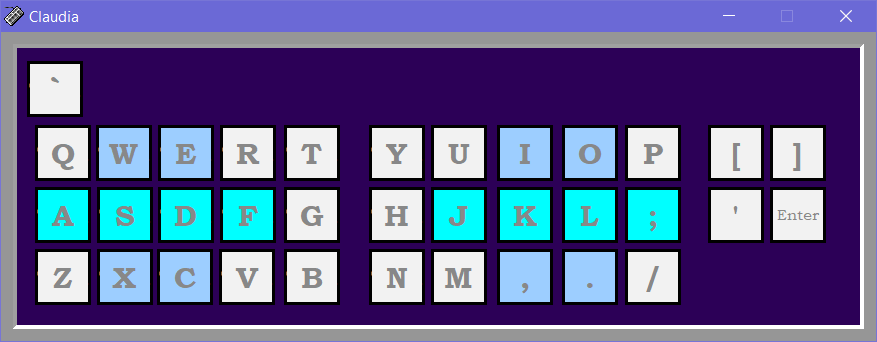 Claudia
`
Q W E R T Y U I O P [ ]
A S D F G H J K L ; ' Enter
Z X C V B N M , . /